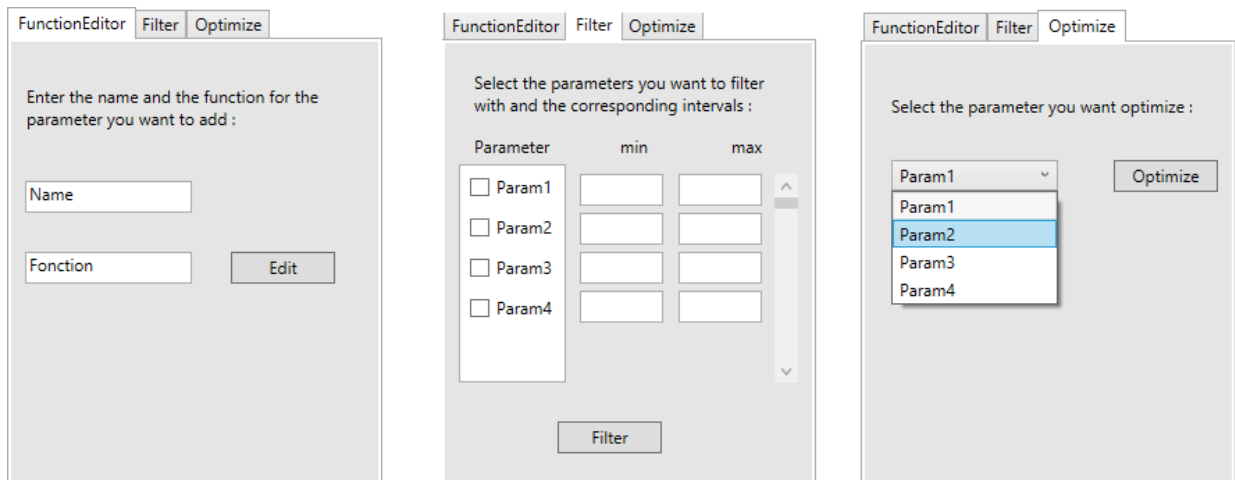 FunctionEditor Filter Optimize
Enter the name and the function for the
parameter you want to add :
Name
Fonction
Edit
FunctionEditor Filter Optimize
Select the parameters you want to filter
with and the corresponding intervals :
Parameter min max
Param1
Param2
Param3
Param4
Filter
FunctionEditor Filter Optimize
Select the parameter you want optimize :
Param1
Optimize
Param1
Param2
Param3
Param4